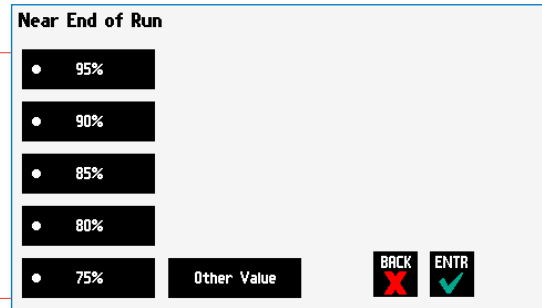 Near End of Run
95%
90%
85%
80%
75%
Other Value
BACK
ENTR